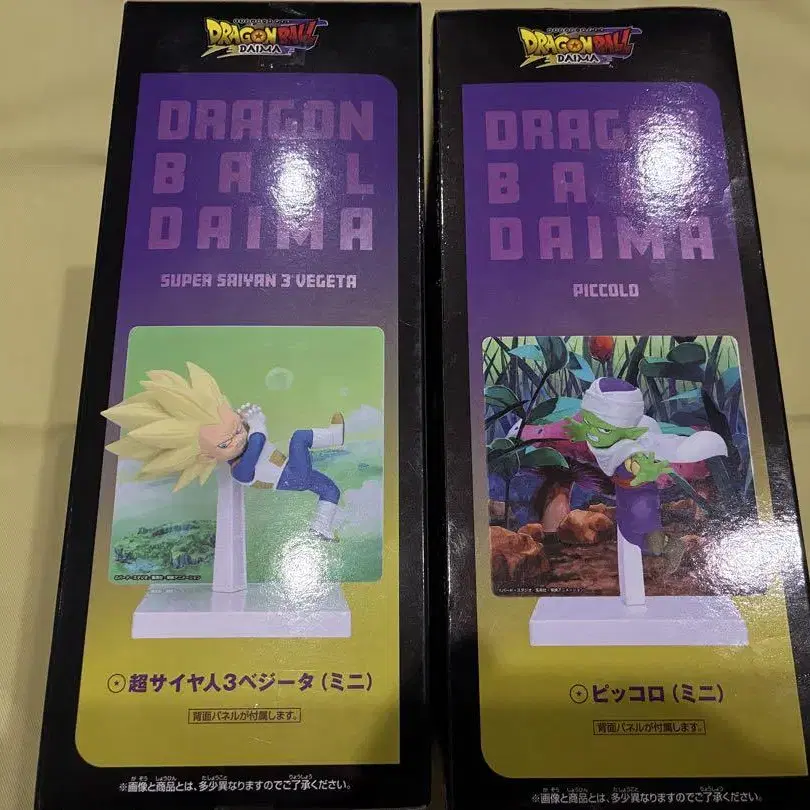 DRAGON BALL
DAIMA
DRAGON
BALL
DAIMA
SUPER SAIYAN 3 VEGETA
超サイヤ人3ベジータ（ミニ）
背面パネルが付属します。
※画像と商品とは、多少異なりますのでご了承ください。
DRAGON BALL
DAIMA
DRAGON
BA
DAIMA
PICCOLO
ピッコロ（ミニ）
背面パネルが付属します。
※画像と商品とは、多少異なりますのでご了承ください。